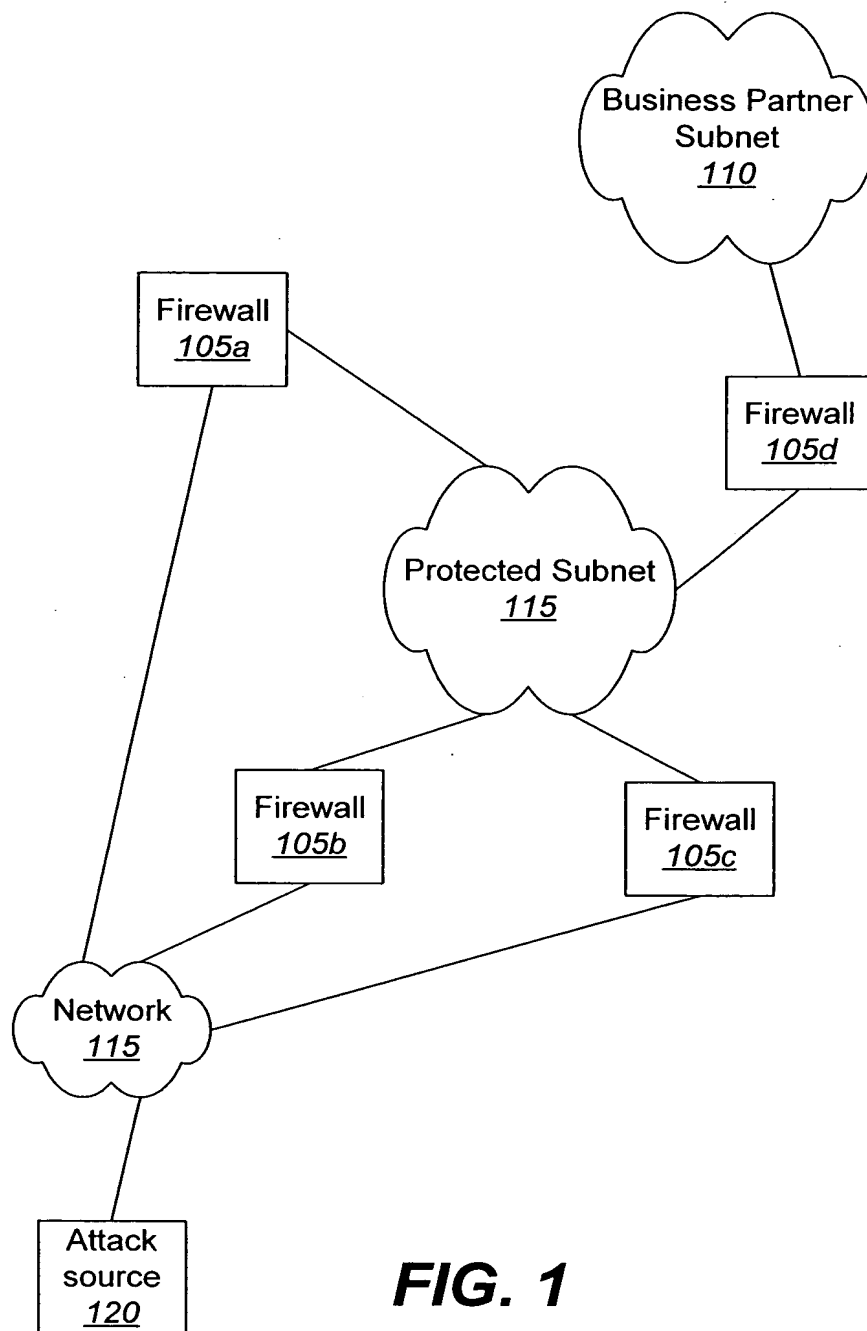 Business Partner
Subnet
110
Firewall
105a
Firewall
105d
Protected Subnet
115
Firewall
105b
Firewall
105c
Network
115
Attack
source
120
FIG. 1